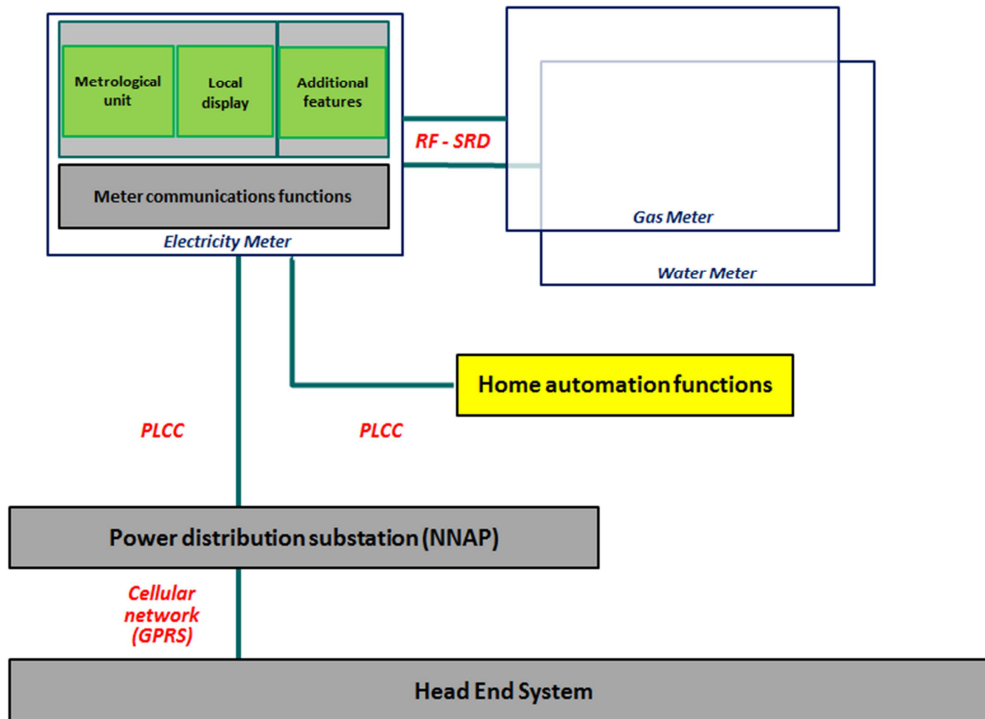 Metrological
unit
Local
display
Additional
features
Meter communications functions
Electricity Meter
RF - SRD
Gas Meter
Water Meter
Home automation functions
PLCC
PLCC
Power distribution substation (NNAP)
Cellular
network
(GPRS)
Head End System